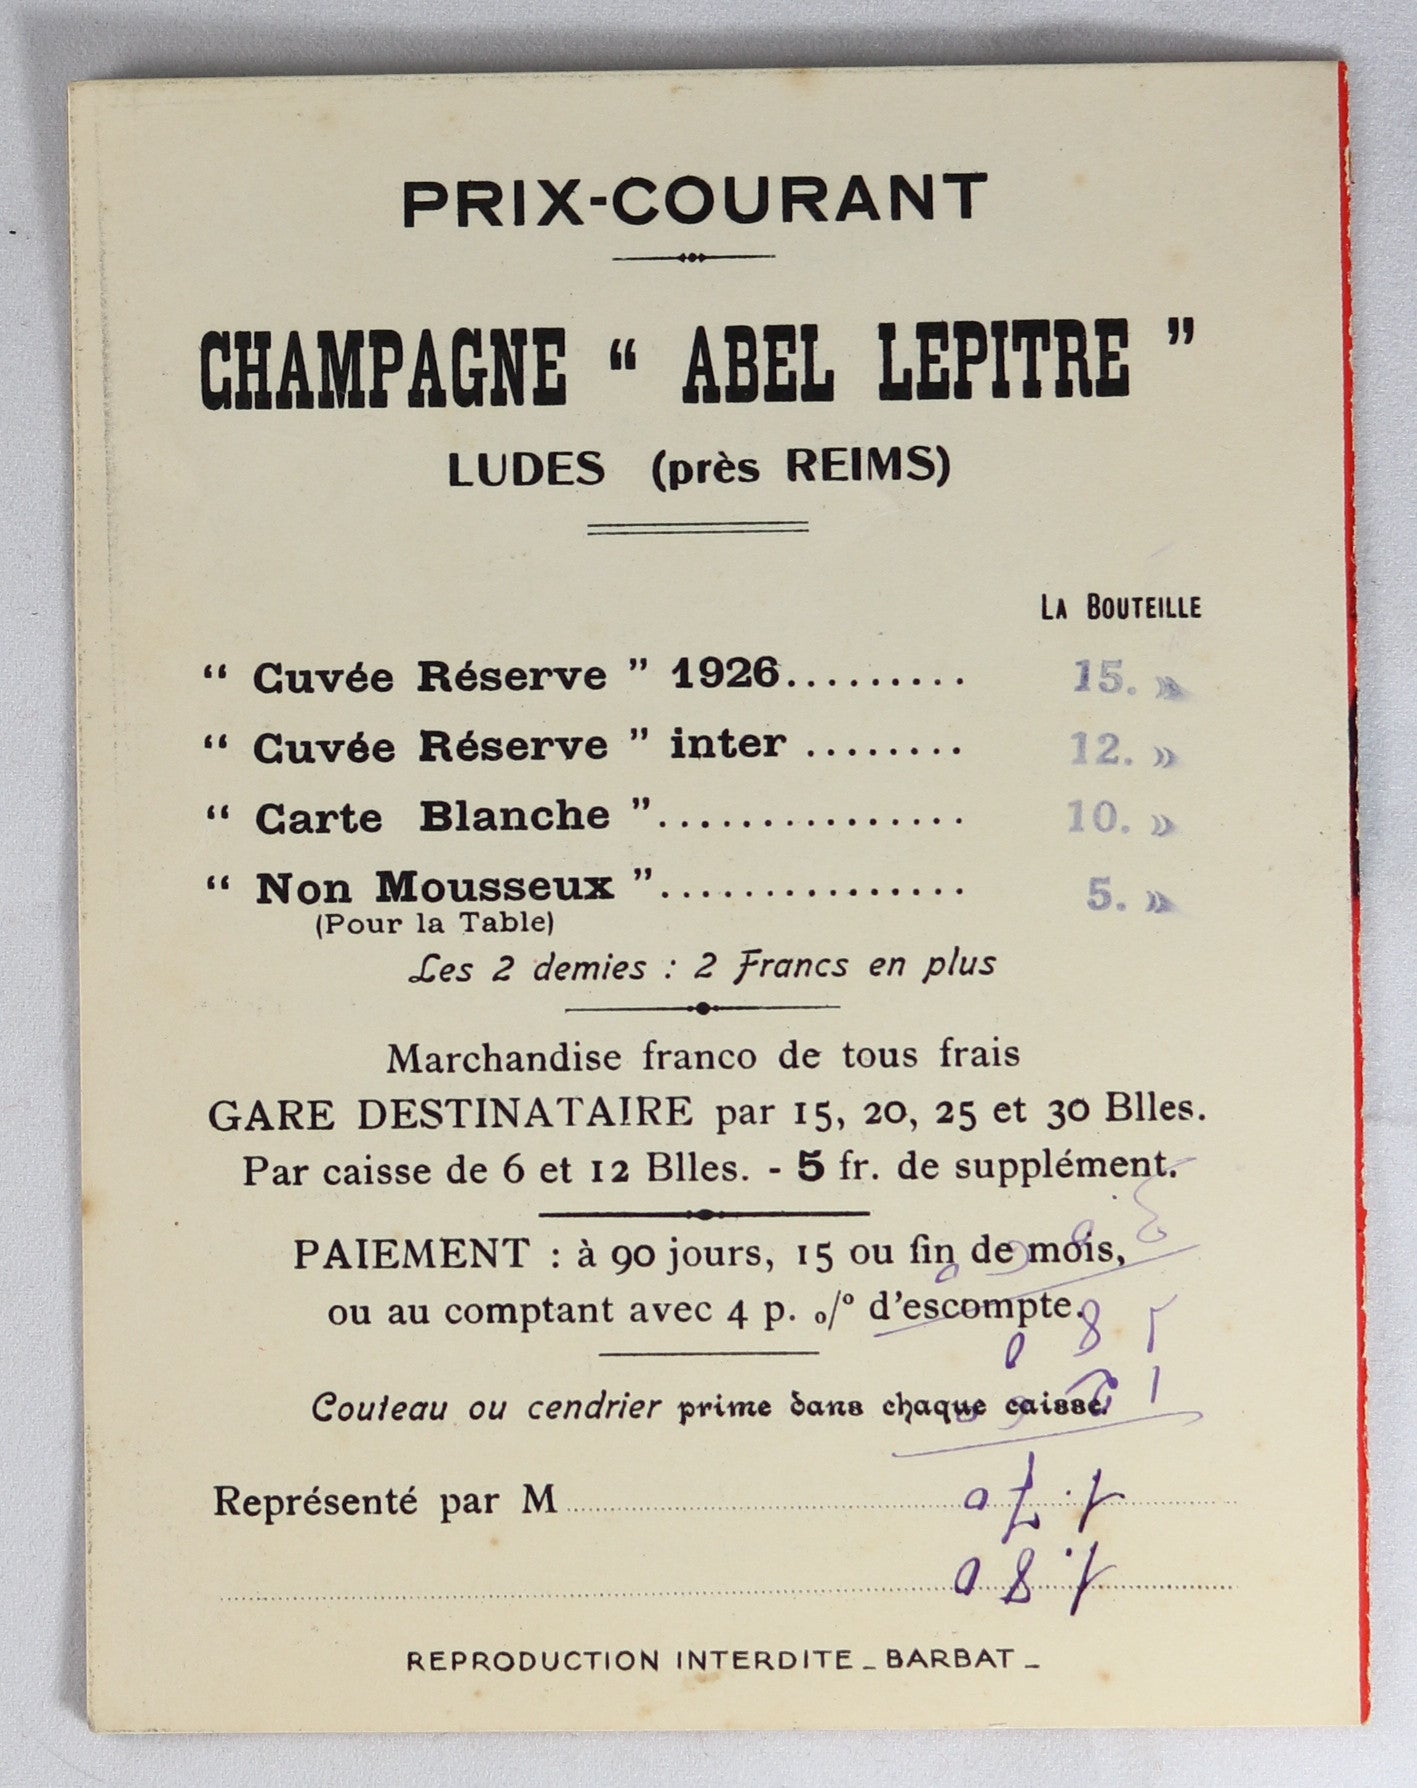 PRIX-COURANT
CHAMPAGNE “ ABEL LEPITRE ”
LUDES (près REIMS)
LA BOUTEILLE
“ Cuvée Réserve ” 1926......... 15. »
“ Cuvée Réserve ” inter ........ 12. »
“ Carte Blanche ”............... 10. »
“ Non Mousseux ”............... 5. »
(Pour la Table)
Les 2 demies : 2 Francs en plus
Marchandise franco de tous frais
GARE DESTINATAIRE par 15, 20, 25 et 30 Blles.
Par caisse de 6 et 12 Blles. - 5 fr. de supplément.
PAIEMENT : à 90 jours, 15 ou fin de mois,
ou au comptant avec 4 p. o/o d’escompte.
Couteau ou cendrier prime dans chaque caisse.
Représenté par M
REPRODUCTION INTERDITE _ BARBAT _